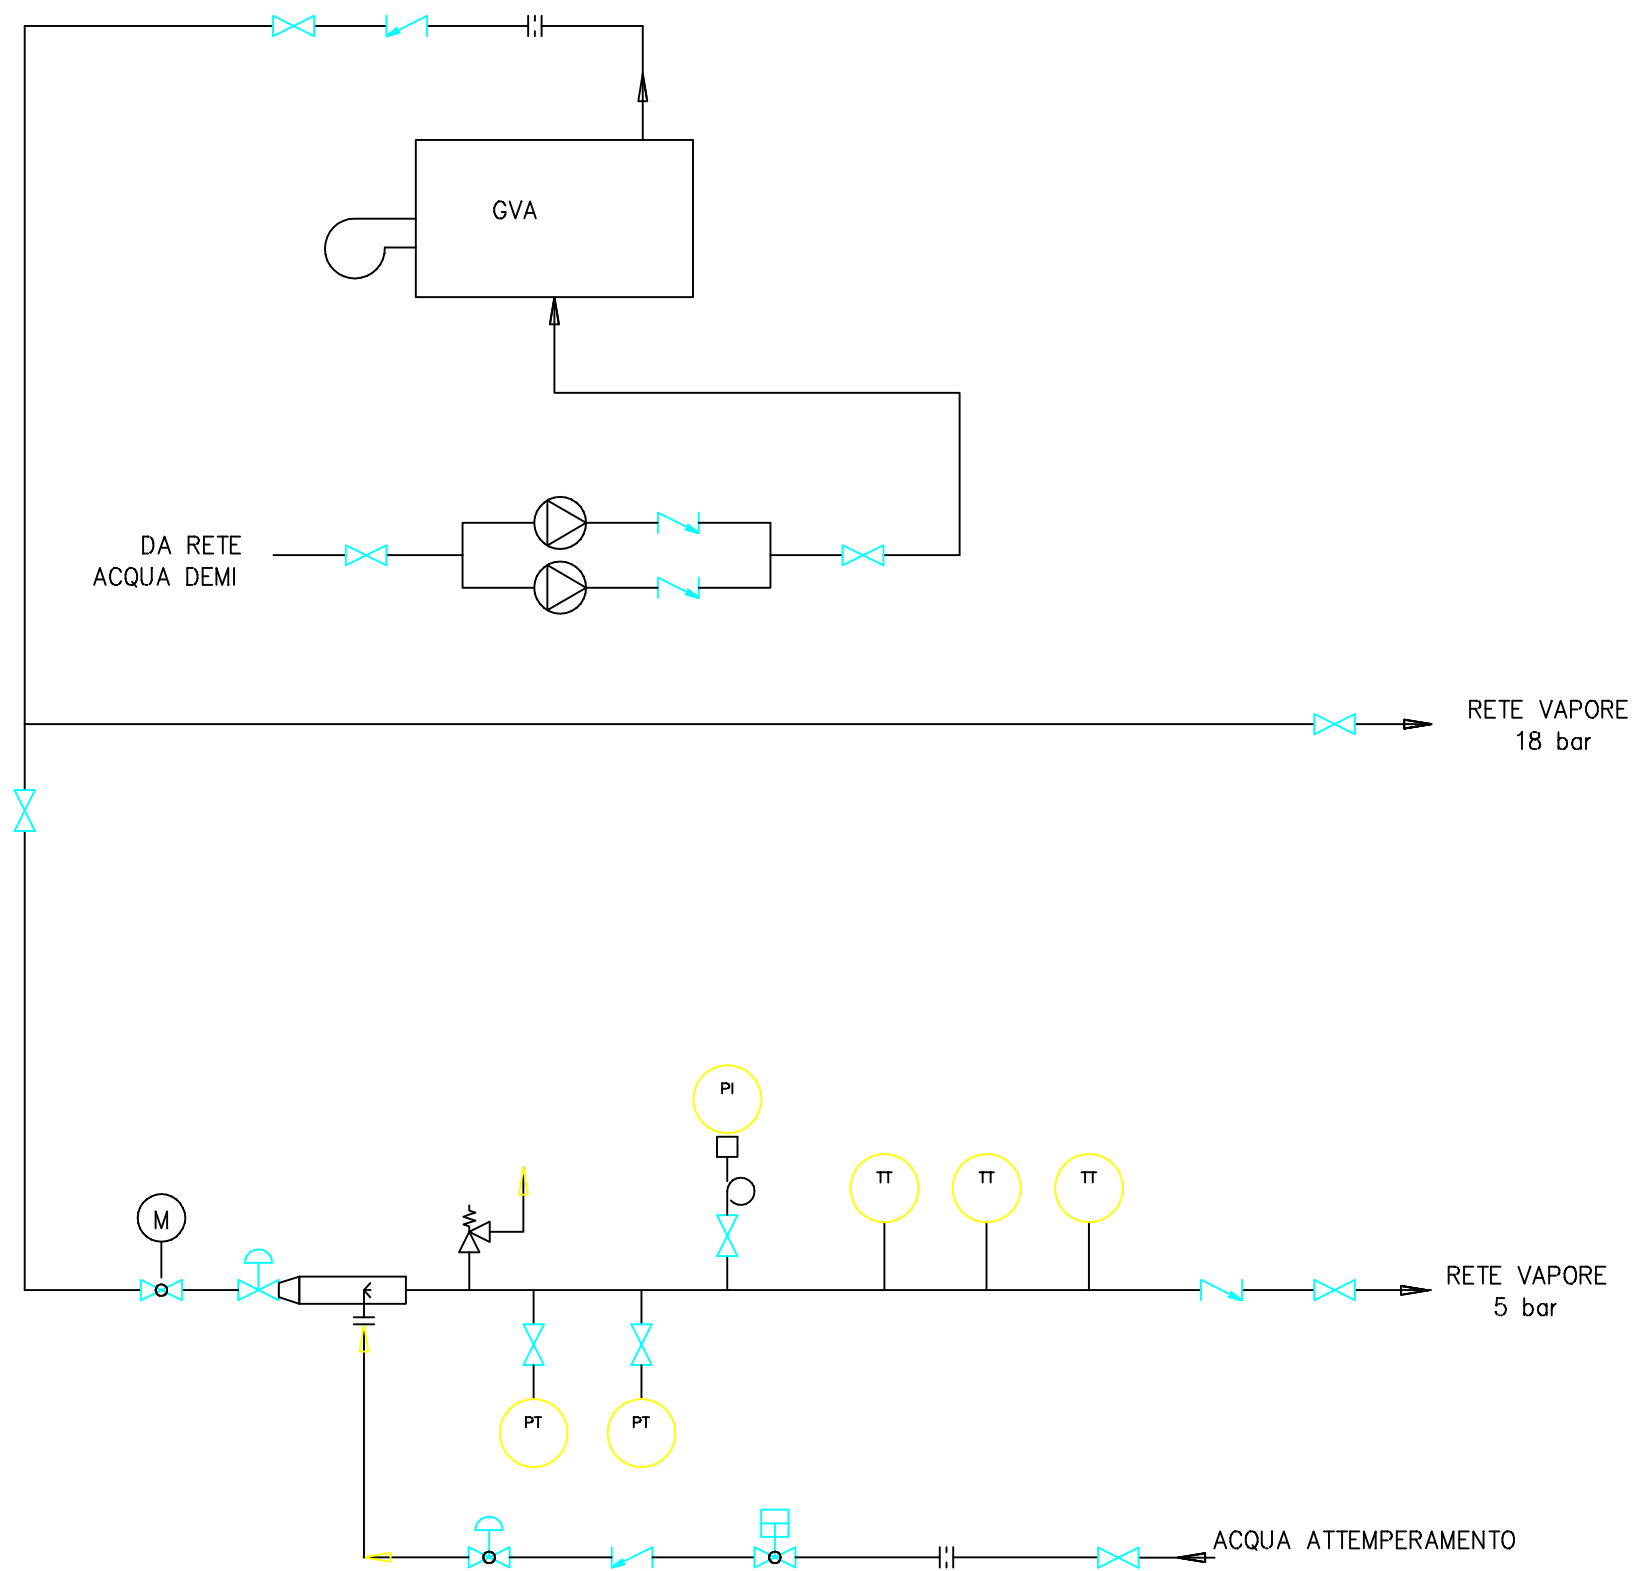 GVA
DA RETE
ACQUA DEMI
RETE VAPORE
18 bar
PI
TT
TT
TT
M
RETE VAPORE
5 bar
PT
PT
ACQUA ATTEMPERAMENTO